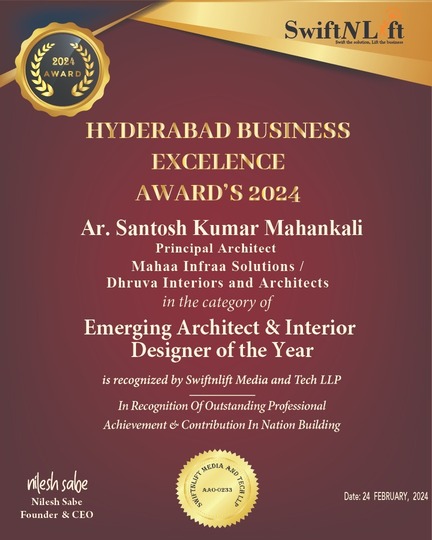 2024
AWARD
SwiftNLift
Swift the solution, Lift the business
HYDERABAD BUSINESS
EXCELENCE
AWARD'S 2024
Ar. Santosh Kumar Mahankali
Principal Architect
Mahaa Infraa Solutions /
Dhruva Interiors and Architects
in the category of
Emerging Architect & Interior
Designer of the Year
is recognized by Swiftnlift Media and Tech LLP
In Recognition Of Outstanding Professional
Achievement & Contribution In Nation Building
nilesh sabe
Nilesh Sabe
Founder & CEO
SWIFTNLIFT MEDIA AND TECH LLP
AAO-0233
Date: 24 FEBRUARY, 2024